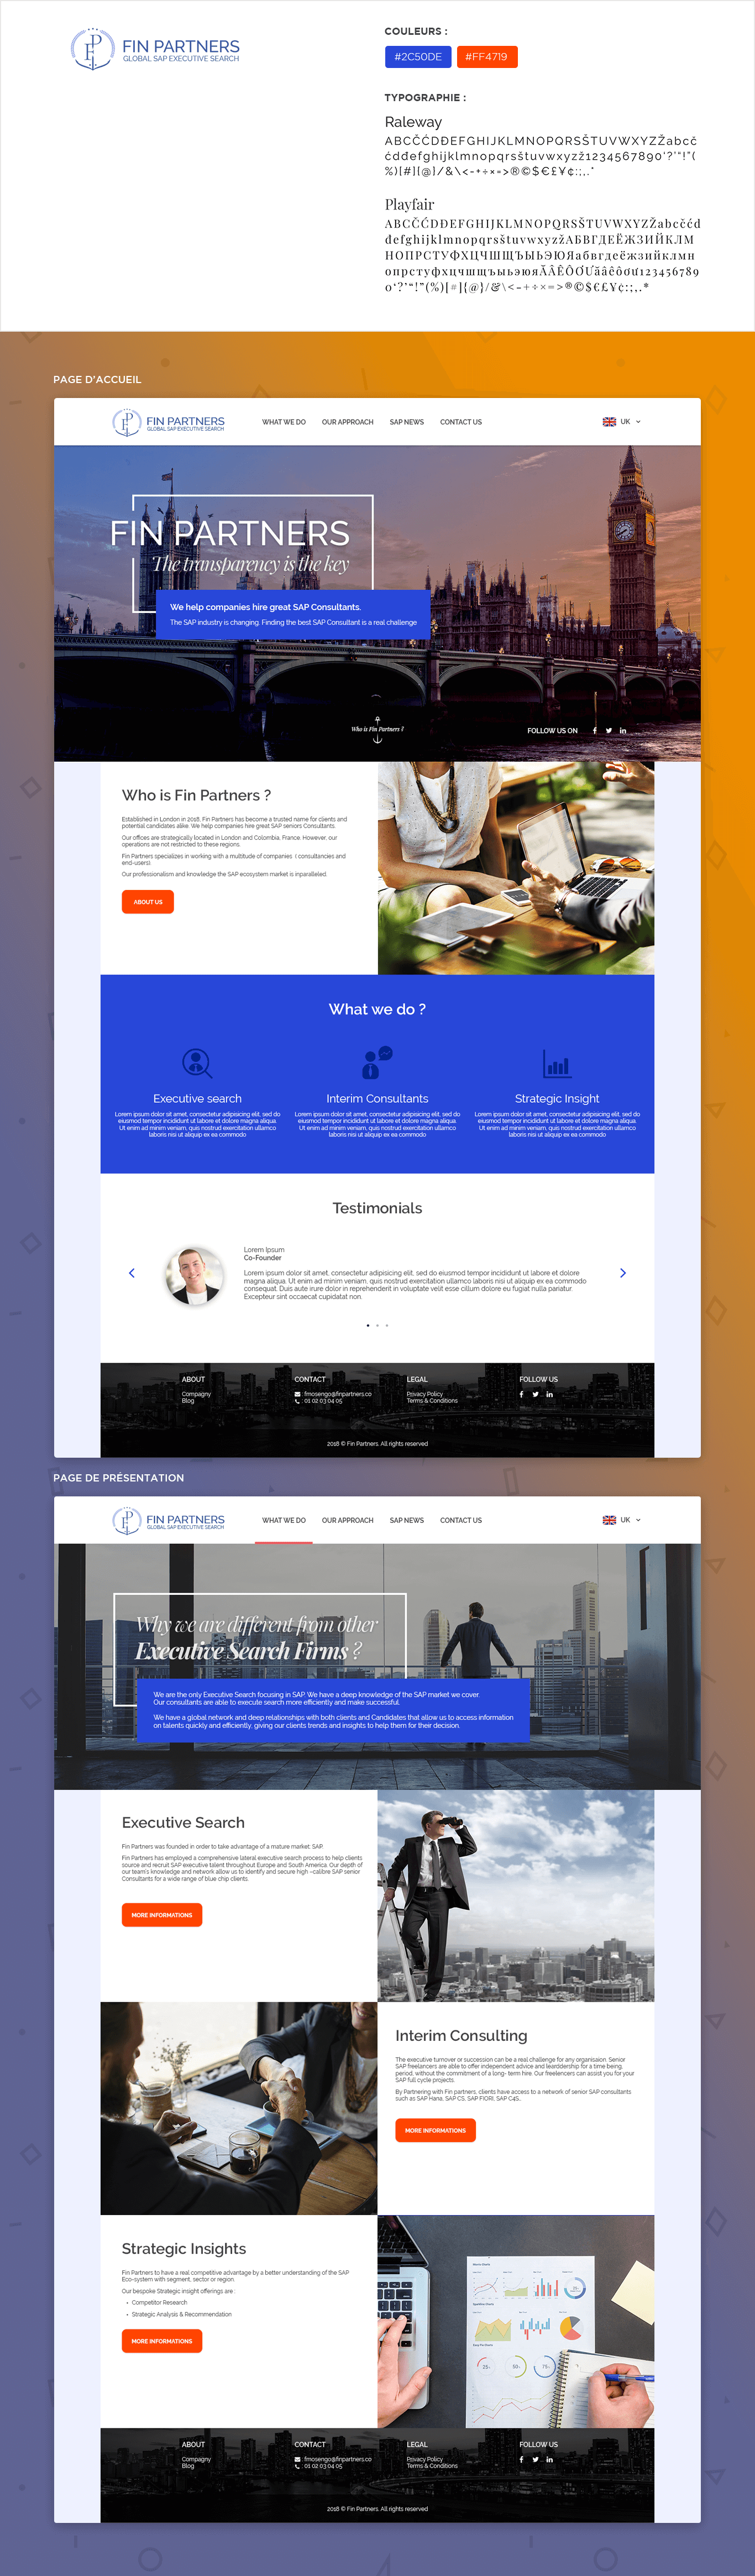 FIN PARTNERS
GLOBAL SAP EXECUTIVE SEARCH
COULEURS :
#2C50DE #FF4719
TYPOGRAPHIE :
Raleway
ABCČĆDĐEFGHIJKLMNOPQRSŠTUVWXYZŽabcč
ćdđefghijklmnopqrsštuvwxyzž1234567890‘?’“!”(
%)[#]{@}/&\<-+÷×=>®©$€£¥¢:;,.*
Playfair
ABCČĆDĐEFGHIJKLMNOPQRSŠTUVWXYZŽabcčćd
đefghijklmnopqrsštuvwxyzžАБВГДЕЁЖЗИЙКЛМ
НОПРСТУФХЦЧШЩЪЫЬЭЮЯабвгдеёжзийклмн
опрстуфхцчшщъыьэюяĂÂÊÔƠƯăâêôơư123456789
0‘?’“!”(%)[#]{@}/&\<-+÷×=>®©$€£¥¢:;,.*
PAGE D'ACCUEIL
FIN PARTNERS
GLOBAL SAP EXECUTIVE SEARCH
WHAT WE DO OUR APPROACH SAP NEWS CONTACT US UK
FIN PARTNERS
The transparency is the key
We help companies hire great SAP Consultants.
The SAP industry is changing. Finding the best SAP Consultant is a real challenge
Who is Fin Partners ?
FOLLOW US ON
Who is Fin Partners ?
Established in London in 2018, Fin Partners has become a trusted name for clients and
potential candidates alike. We help companies hire great SAP seniors Consultants.
Our offices are strategically located in London and Colombia, France. However, our
operations are not restricted to these regions.
Fin Partners specializes in working with a multitude of companies ( consultancies and
end-users).
Our professionalism and knowledge the SAP ecosystem market is inparalleled.
ABOUT US
What we do ?
Executive search
Lorem ipsum dolor sit amet, consectetur adipisicing elit, sed do
eiusmod tempor incididunt ut labore et dolore magna aliqua.
Ut enim ad minim veniam, quis nostrud exercitation ullamco
laboris nisi ut aliquip ex ea commodo
Interim Consultants
Lorem ipsum dolor sit amet, consectetur adipisicing elit, sed do
eiusmod tempor incididunt ut labore et dolore magna aliqua.
Ut enim ad minim veniam, quis nostrud exercitation ullamco
laboris nisi ut aliquip ex ea commodo
Strategic Insight
Lorem ipsum dolor sit amet, consectetur adipisicing elit, sed do
eiusmod tempor incididunt ut labore et dolore magna aliqua.
Ut enim ad minim veniam, quis nostrud exercitation ullamco
laboris nisi ut aliquip ex ea commodo
Testimonials
Lorem Ipsum
Co-Founder
Lorem ipsum dolor sit amet, consectetur adipisicing elit, sed do eiusmod tempor incididunt ut labore et dolore
magna aliqua. Ut enim ad minim veniam, quis nostrud exercitation ullamco laboris nisi ut aliquip ex ea commodo
consequat. Duis aute irure dolor in reprehenderit in voluptate velit esse cillum dolore eu fugiat nulla pariatur.
Excepteur sint occaecat cupidatat non.
ABOUT
Compagny
Blog
CONTACT
: fmosengo@finpartners.co
: 01 02 03 04 05
LEGAL
Privacy Policy
Terms & Conditions
FOLLOW US
2018 © Fin Partners. All rights reserved
PAGE DE PRÉSENTATION
FIN PARTNERS
GLOBAL SAP EXECUTIVE SEARCH
WHAT WE DO OUR APPROACH SAP NEWS CONTACT US UK
Why we are different from other
Executive Search Firms ?
We are the only Executive Search focusing in SAP. We have a deep knowledge of the SAP market we cover.
Our consultants are able to execute search more efficiently and make successful.
We have a global network and deep relationships with both clients and Candidates that allow us to access information
on talents quickly and efficiently, giving our clients trends and insights to help them for their decision.
Executive Search
Fin Partners was founded in order to take advantage of a mature market: SAP.
Fin Partners has employed a comprehensive lateral executive search process to help clients
source and recruit SAP executive talent throughout Europe and South America. Our depth of
our team's knowledge and network allow us to identify and secure high –calibre SAP senior
Consultants for a wide range of blue chip clients.
MORE INFORMATIONS
Interim Consulting
The executive turnover or succession can be a real challenge for any organisaion. Senior
SAP freelancers are able to offer independent advice and learddership for a time being,
period, without the commitment of a long- term hire. Our freelancers can assist you for your
SAP full cycle projects.
By Partnering with Fin partners, clients have access to a network of senior SAP consultants
such as SAP Hana, SAP CS, SAP FIORI, SAP C4S..
MORE INFORMATIONS
Strategic Insights
Fin Partners to have a real competitive advantage by a better understanding of the SAP
Eco-system with segment, sector or region.
Our bespoke Strategic insight offerings are :
• Competitor Research
• Strategic Analysis & Recommendation
MORE INFORMATIONS
25%
50%
75%
ABOUT
Compagny
Blog
CONTACT
: fmosengo@finpartners.co
: 01 02 03 04 05
LEGAL
Privacy Policy
Terms & Conditions
FOLLOW US
2018 © Fin Partners. All rights reserved